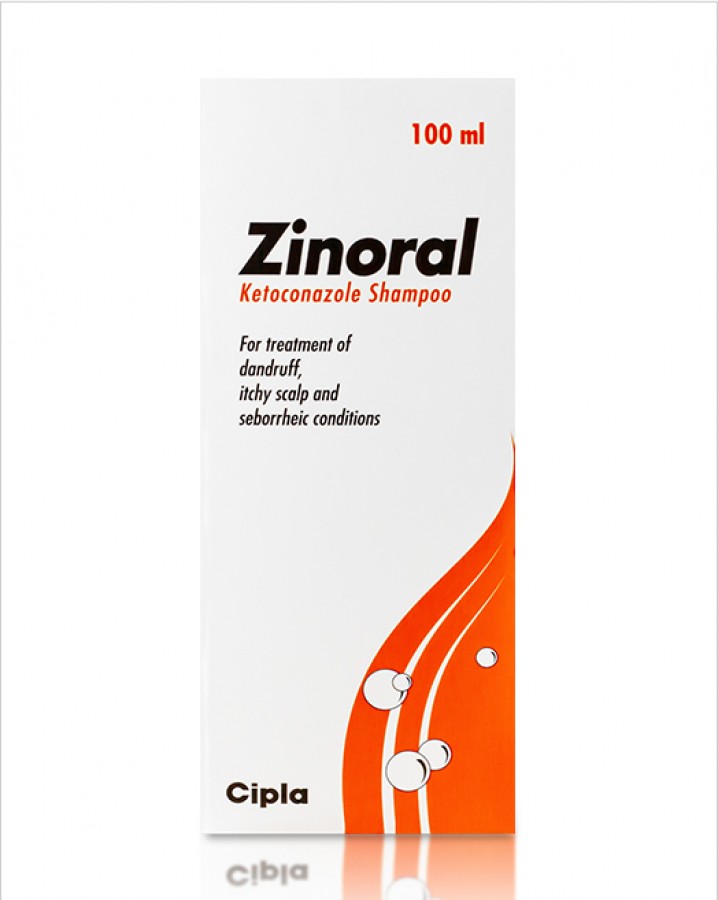 100 ml
Zinoral
Ketoconazole Shampoo
For treatment of
dandruff,
itchy scalp and
seborrheic conditions
Cipla